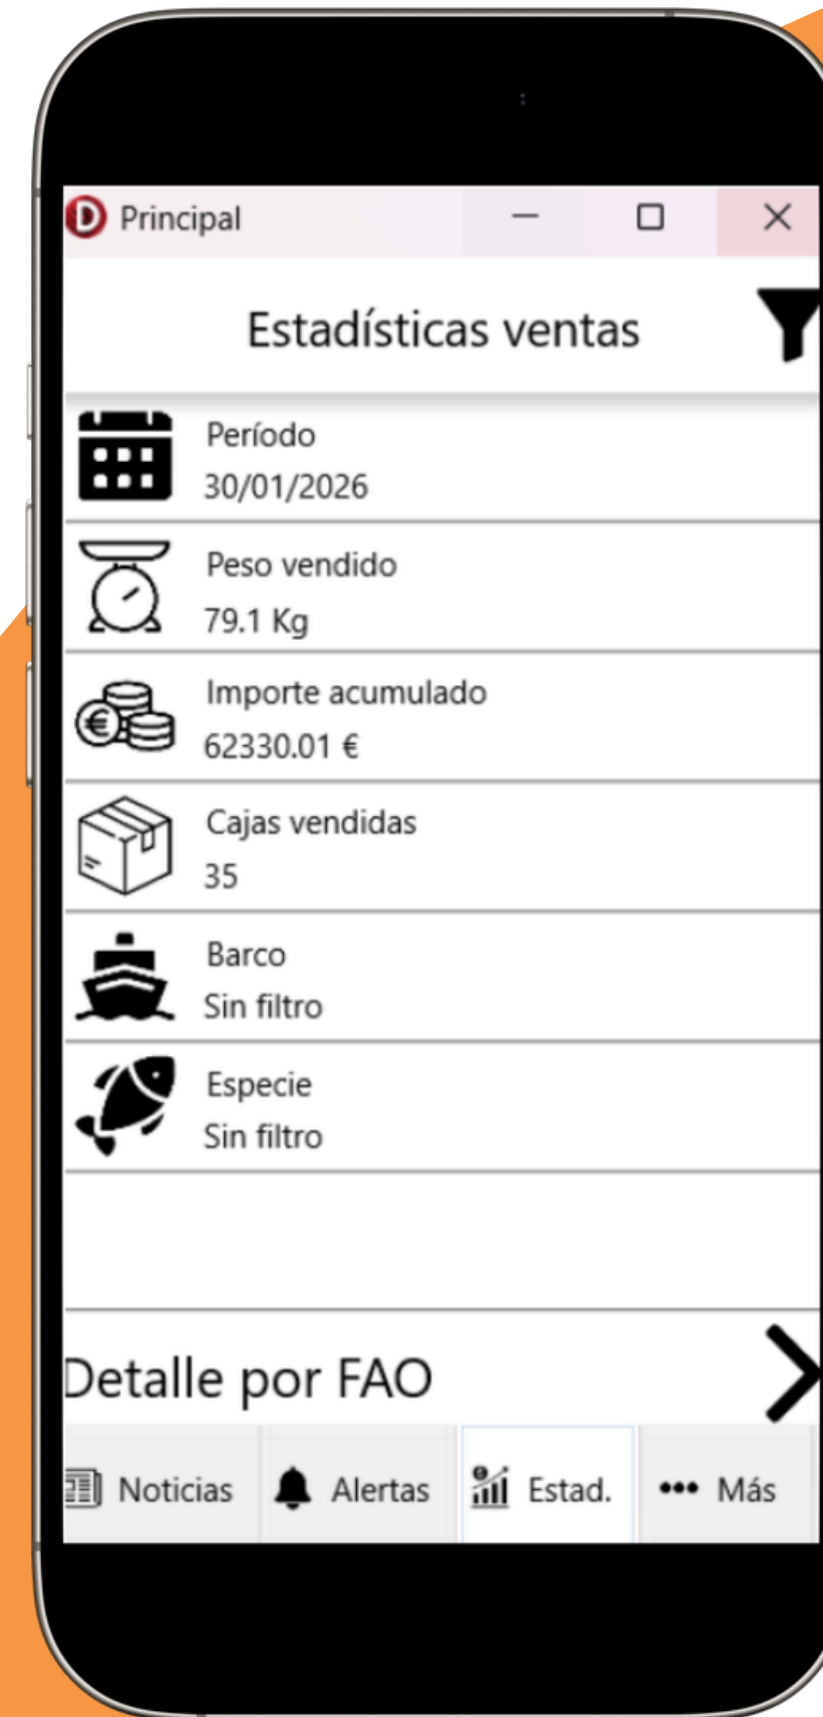 Principal
Estadísticas ventas
Período
30/01/2026
Peso vendido
79.1 Kg
Importe acumulado
62330.01 €
Cajas vendidas
35
Barco
Sin filtro
Especie
Sin filtro
Detalle por FAO
Noticias Alertas Estad. Más